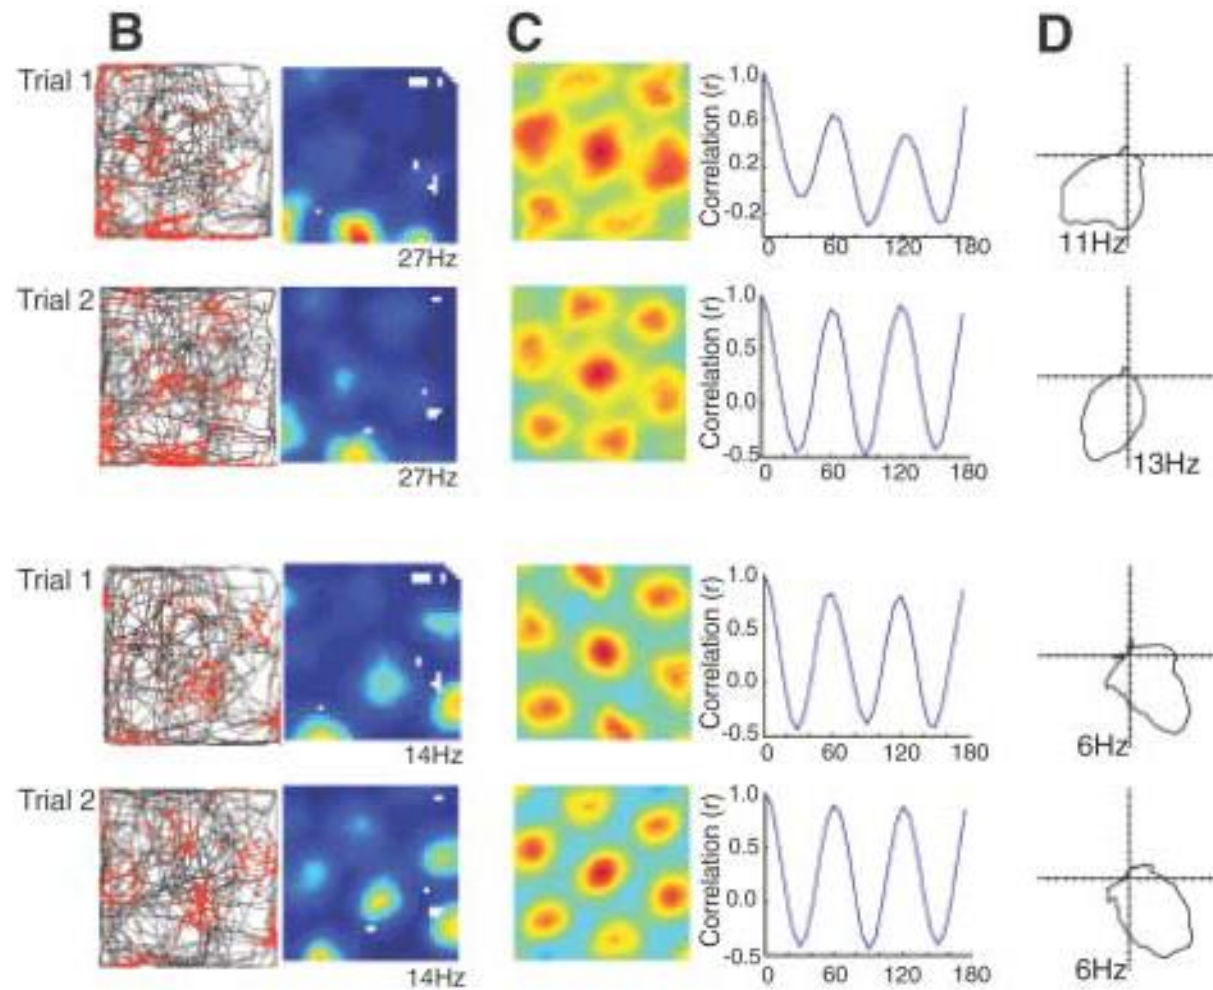 B
C
D
Trial 1
27Hz
Correlation (r)
1.0
0.6
0.2
-0.2
0 60 120 180
11Hz
Trial 2
27Hz
Correlation (r)
1.0
0.5
0.0
-0.5
0 60 120 180
13Hz
Trial 1
14Hz
Correlation (r)
1.0
0.5
0.0
-0.5
0 60 120 180
6Hz
Trial 2
14Hz
Correlation (r)
1.0
0.5
0.0
-0.5
0 60 120 180
6Hz